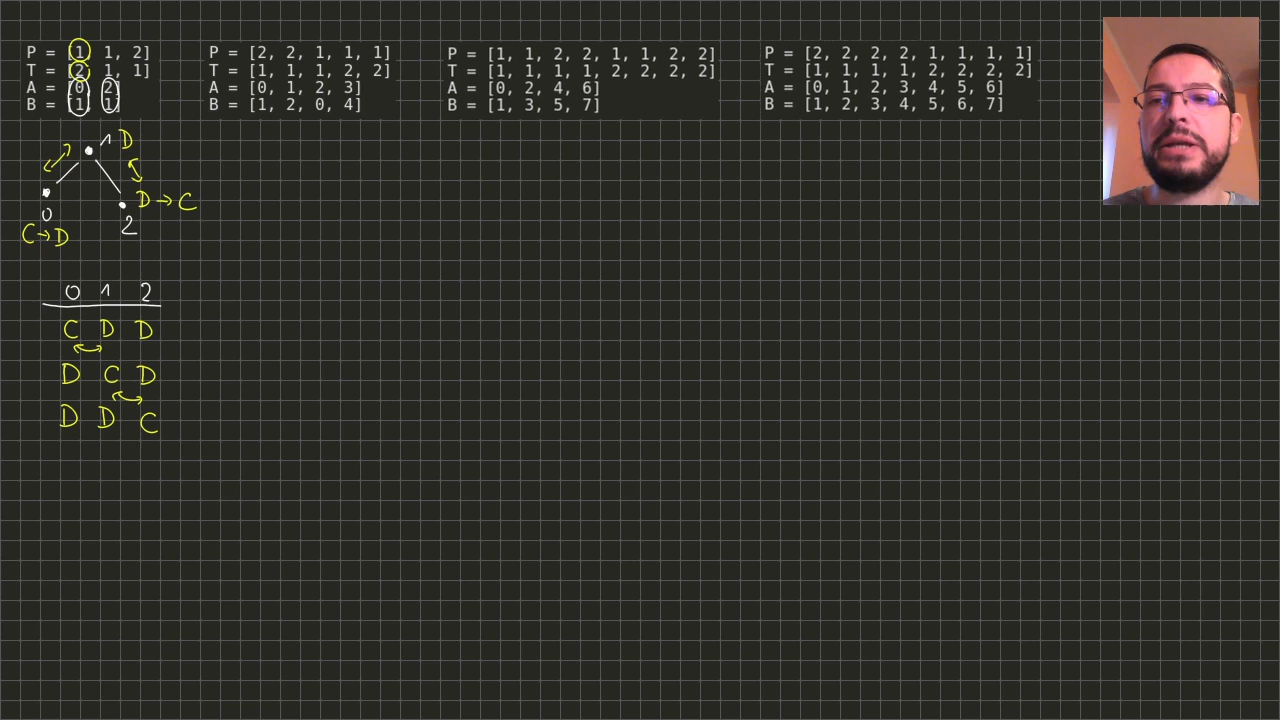 P = [1, 1, 2]
T = [2, 1, 1]
A = [0, 2]
B = [1, 1]
P = [2, 2, 1, 1, 1]
T = [1, 1, 1, 2, 2]
A = [0, 1, 2, 3]
B = [1, 2, 0, 4]
P = [1, 1, 2, 2, 1, 1, 2, 2]
T = [1, 1, 1, 1, 2, 2, 2, 2]
A = [0, 2, 4, 6]
B = [1, 3, 5, 7]
P = [2, 2, 2, 2, 1, 1, 1, 1]
T = [1, 1, 1, 1, 2, 2, 2, 2]
A = [0, 1, 2, 3, 4, 5, 6]
B = [1, 2, 3, 4, 5, 6, 7]
1 D
D → C
0
2
C → D
0 1 2
C D D
D C D
D D C